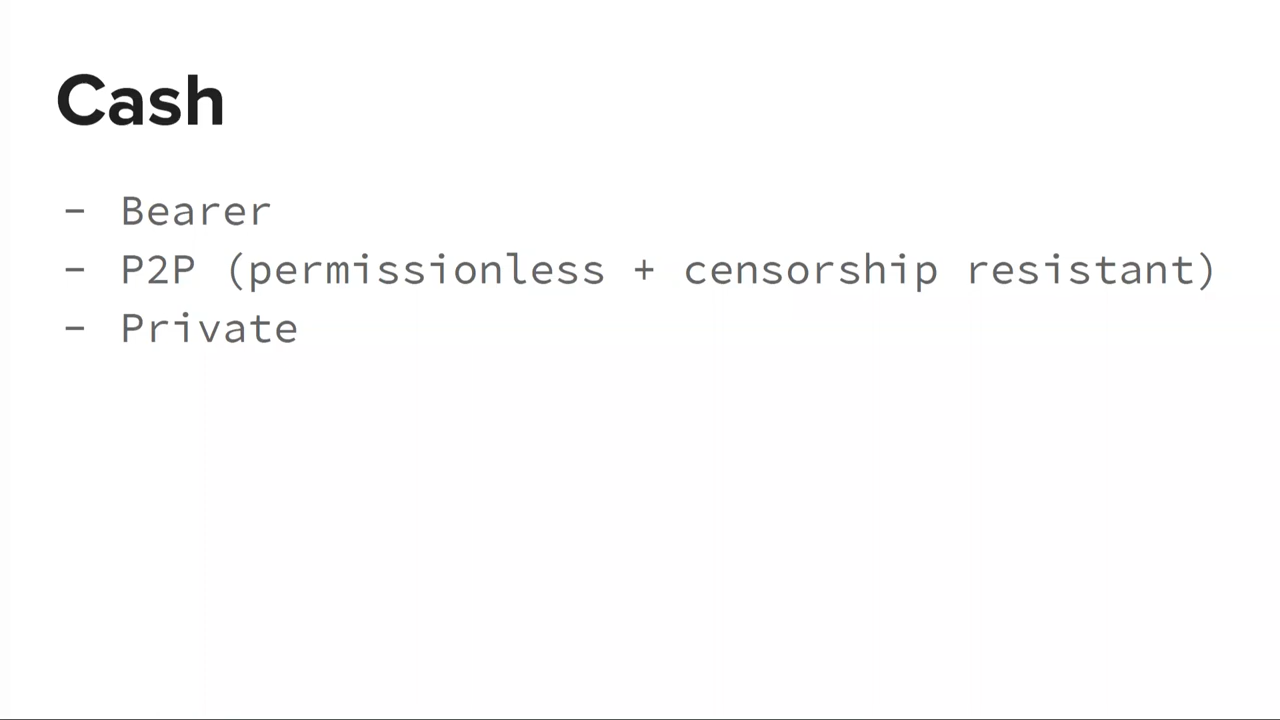 Cash
- Bearer
- P2P (permissionless + censorship resistant)
- Private